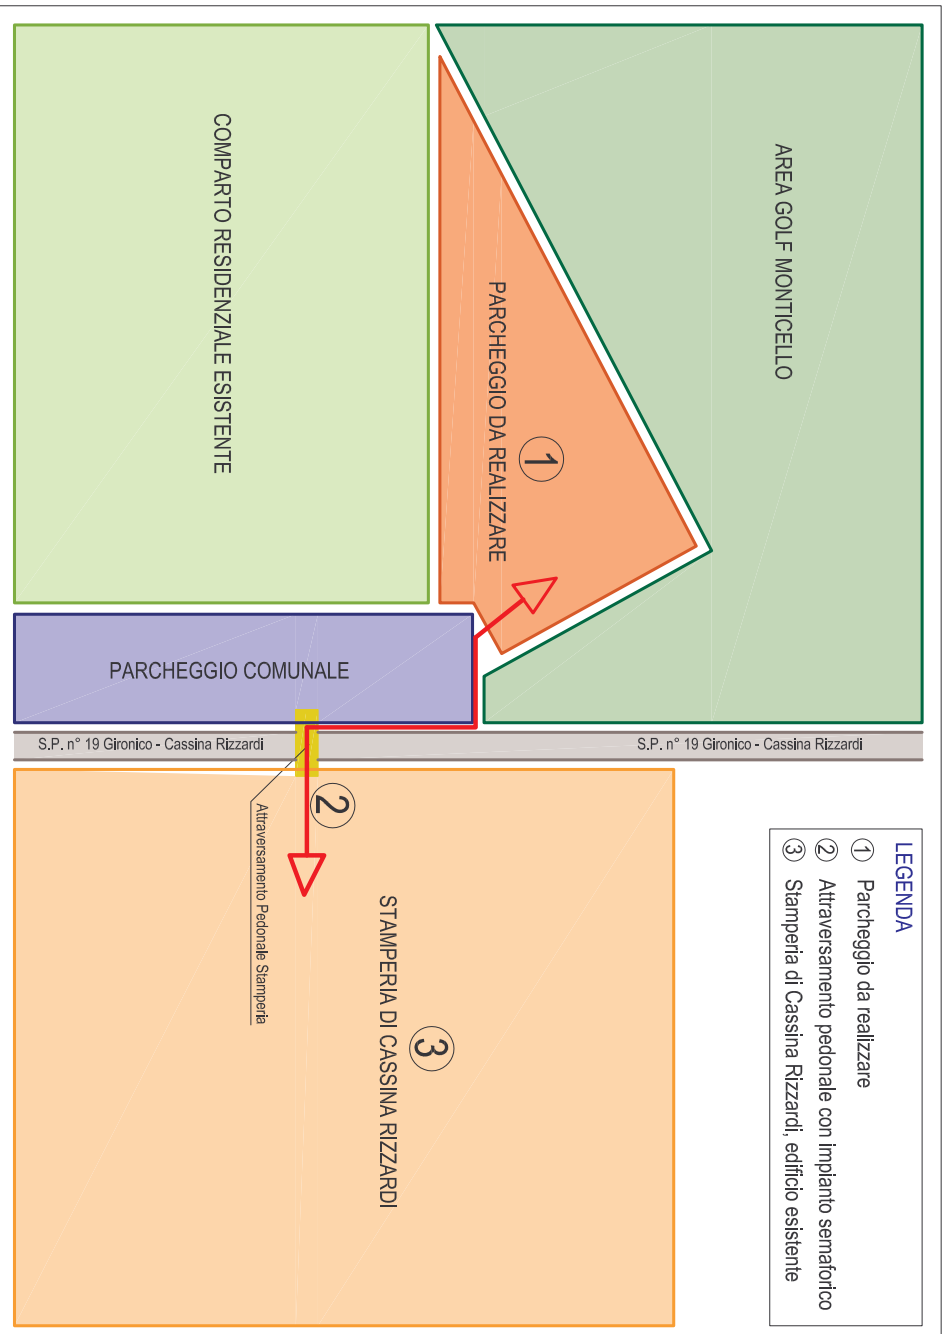 AREA GOLF MONTICELLO
PARCHEGGIO DA REALIZZARE
1
COMPARTO RESIDENZIALE ESISTENTE
PARCHEGGIO COMUNALE
S.P. n° 19 Gironico - Cassina Rizzardi
S.P. n° 19 Gironico - Cassina Rizzardi
2
Attraversamento Pedonale Stamperia
3
STAMPERIA DI CASSINA RIZZARDI
LEGENDA
1 Parcheggio da realizzare
2 Attraversamento pedonale con impianto semaforico
3 Stamperia di Cassina Rizzardi, edificio esistente